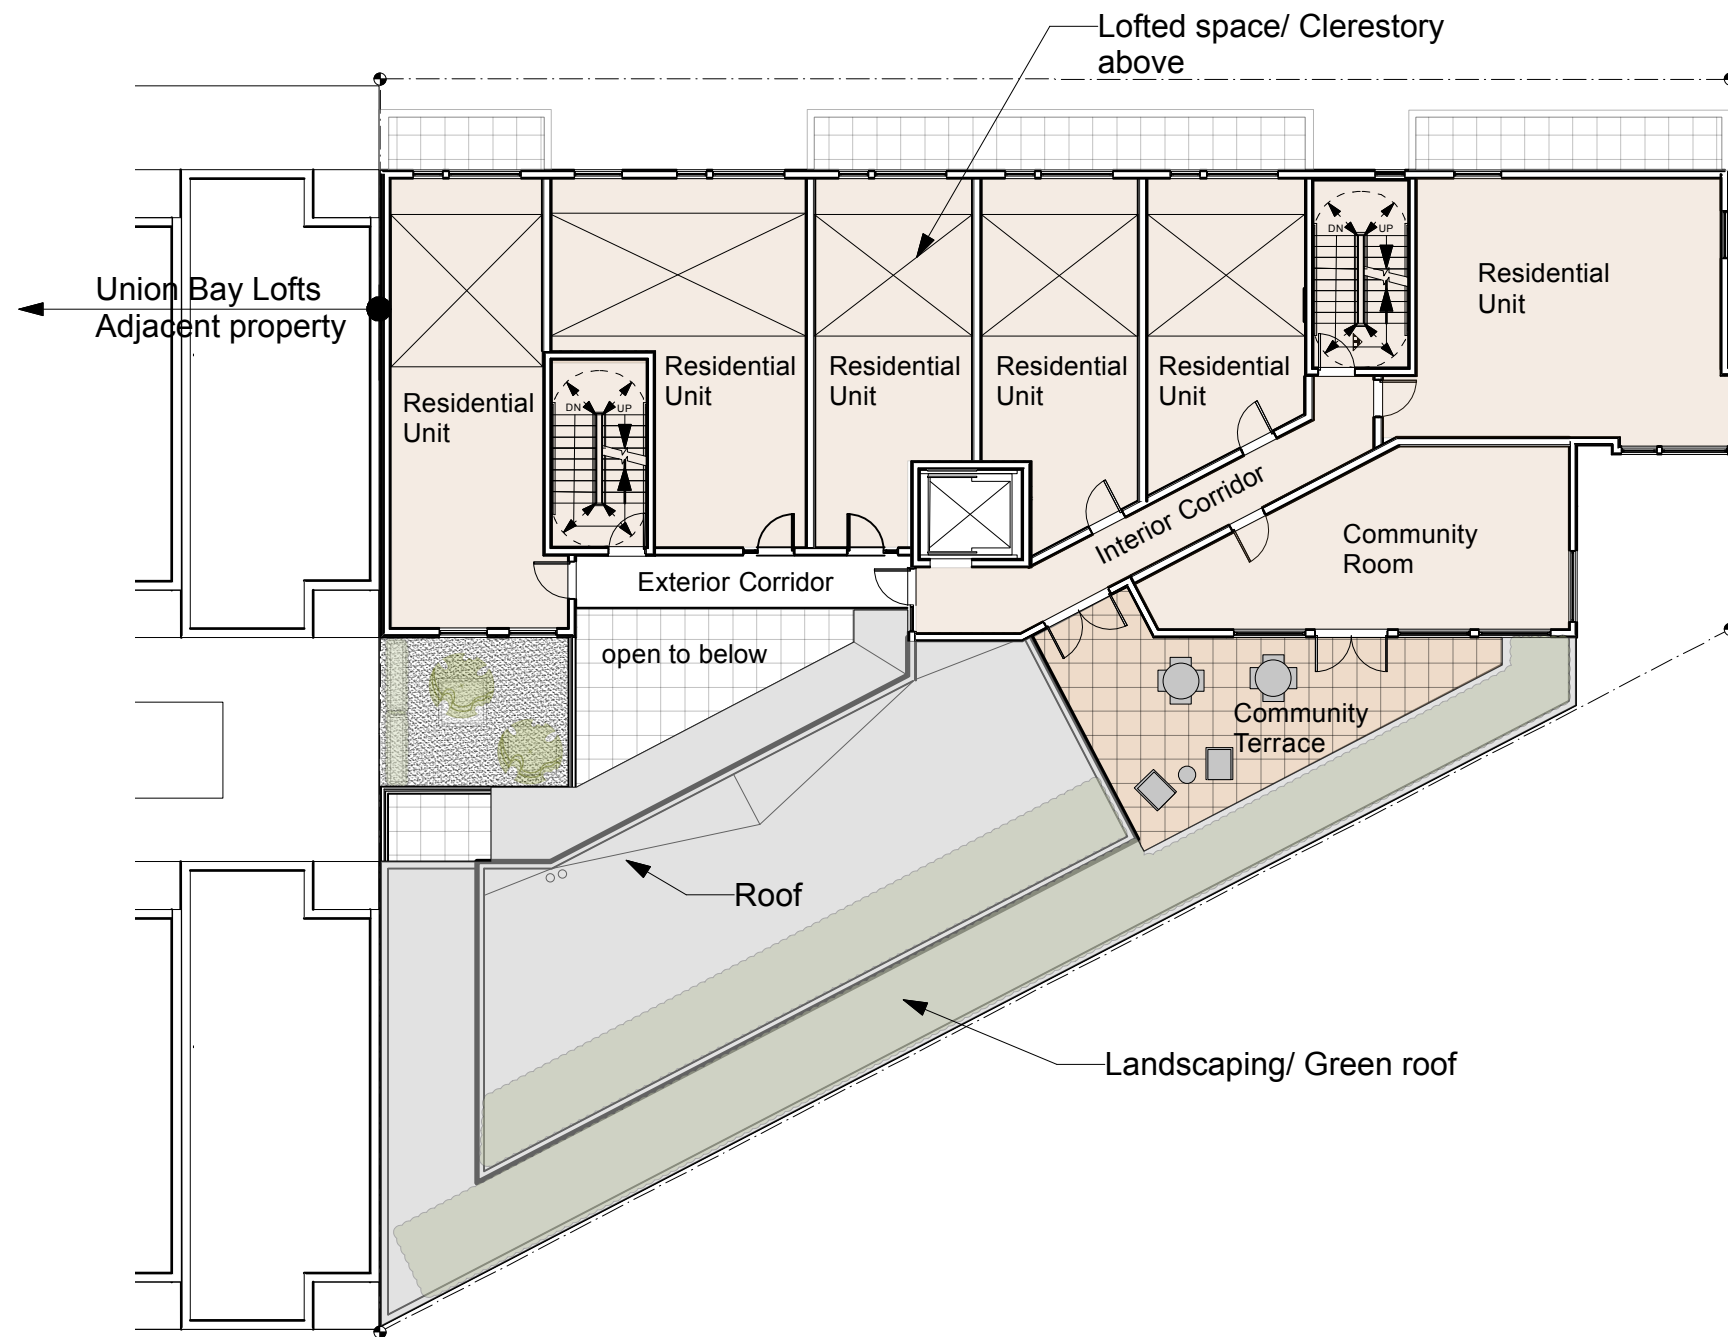 Lofted space/ Clerestory
above
Union Bay Lofts
Adjacent property
DN UP
Residential
Unit
Residential
Unit
Residential
Unit
Residential
Unit
Residential
Unit
Residential
Unit
DN UP
Interior Corridor
Community
Room
Exterior Corridor
open to below
Community
Terrace
Roof
Landscaping/ Green roof